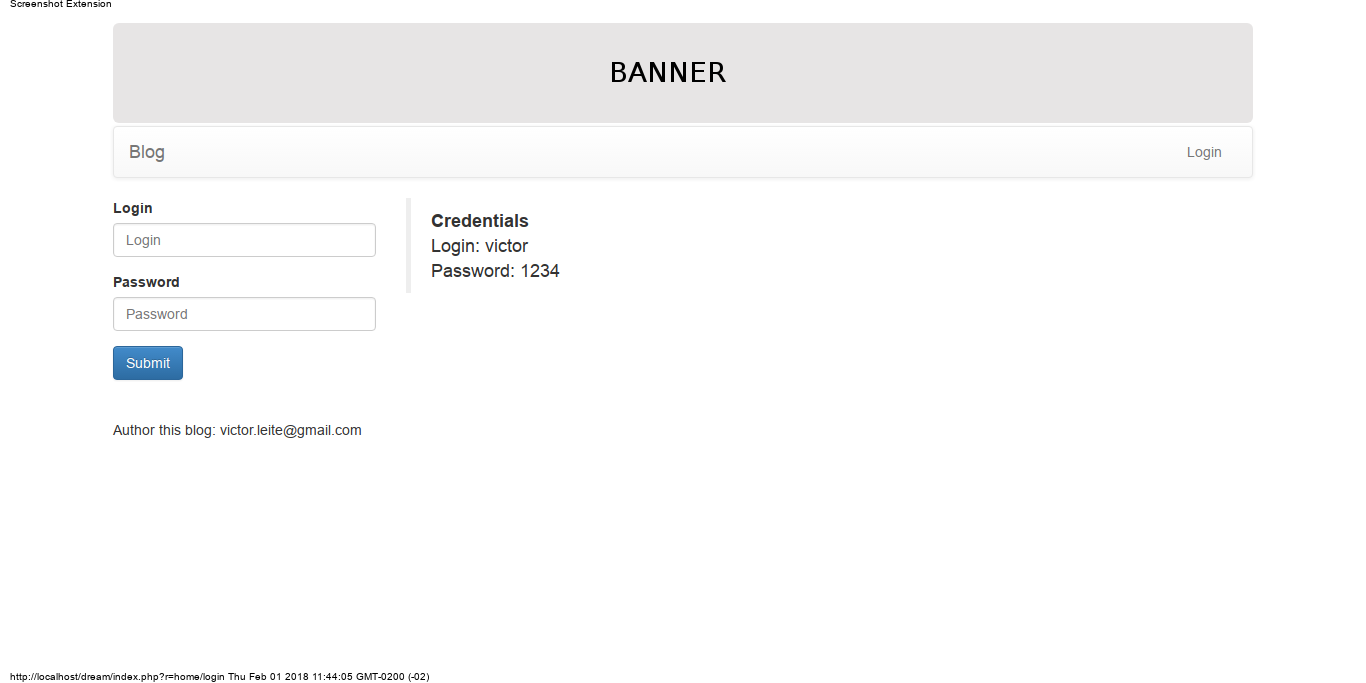 Screenshot Extension
BANNER
Blog
Login
Login
Login
Password
Password
Submit
Credentials
Login: victor
Password: 1234
Author this blog: victor.leite@gmail.com
http://localhost/dream/index.php?r=home/login Thu Feb 01 2018 11:44:05 GMT-0200 (-02)